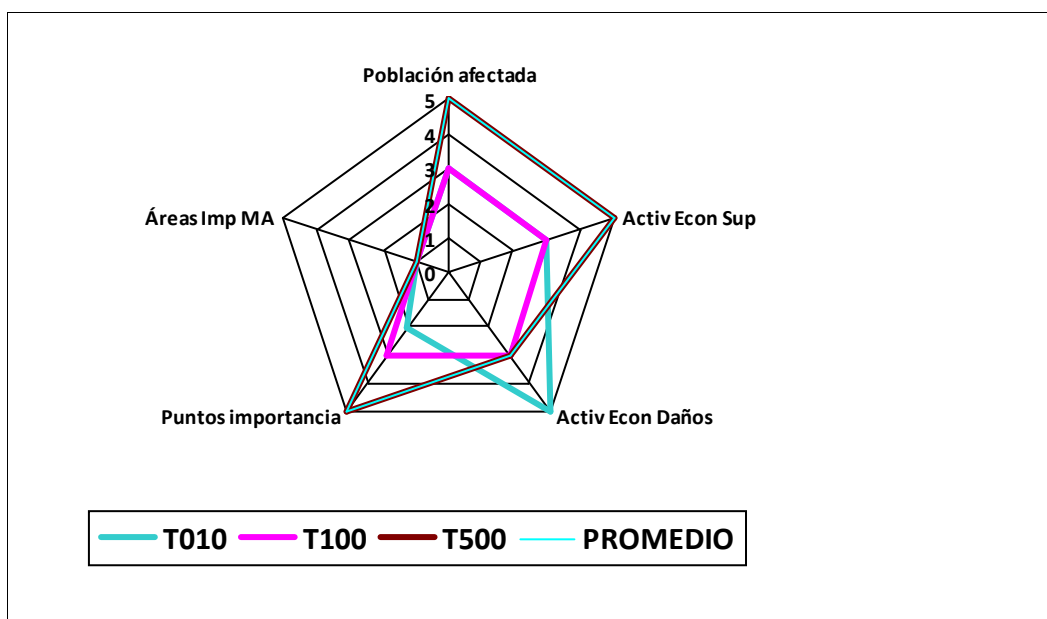 Población afectada
5
4
3
2
1
0
Áreas Imp MA
Activ Econ Sup
Puntos importancia
Activ Econ Daños
T010 T100 T500 PROMEDIO